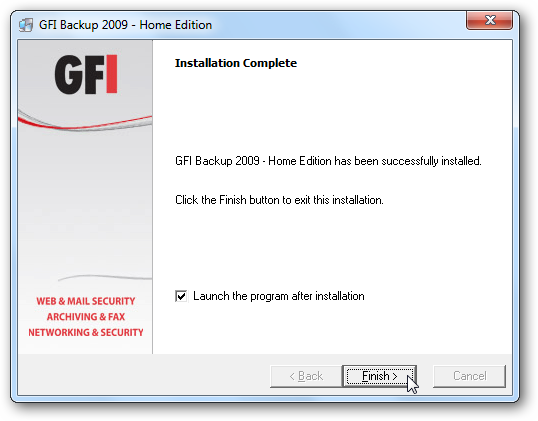 GFI Backup 2009 - Home Edition
GFI
Installation Complete
GFI Backup 2009 - Home Edition has been successfully installed.
Click the Finish button to exit this installation.
Launch the program after installation
WEB & MAIL SECURITY
ARCHIVING & FAX
NETWORKING & SECURITY
< Back
Finish >
Cancel